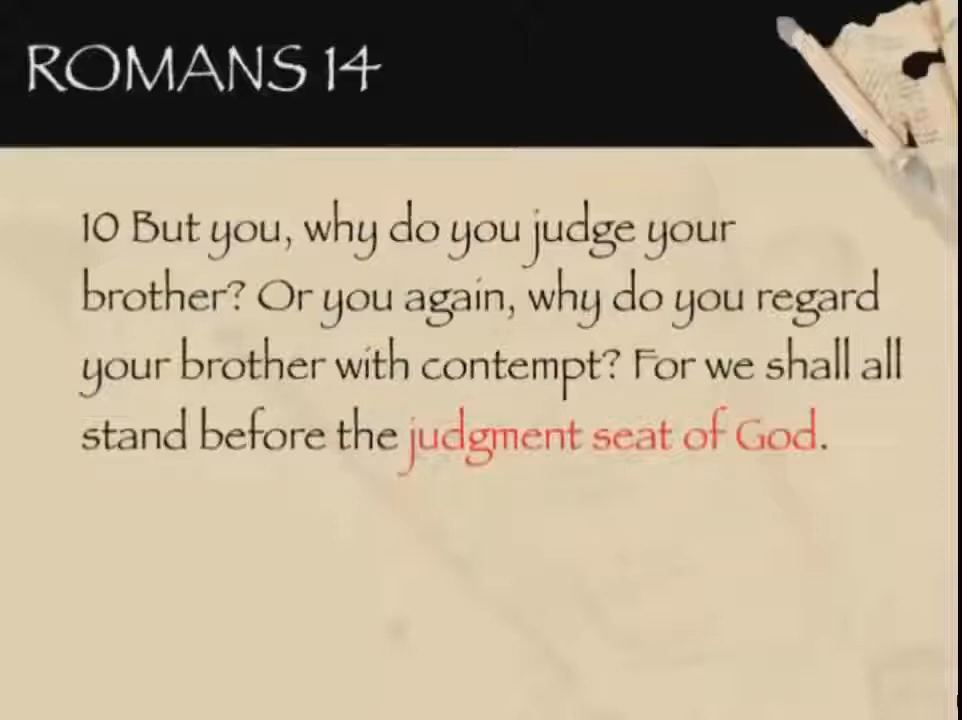 ROMANS 14
10 But you, why do you judge your
brother? Or you again, why do you regard
your brother with contempt? For we shall all
stand before the judgment seat of God.